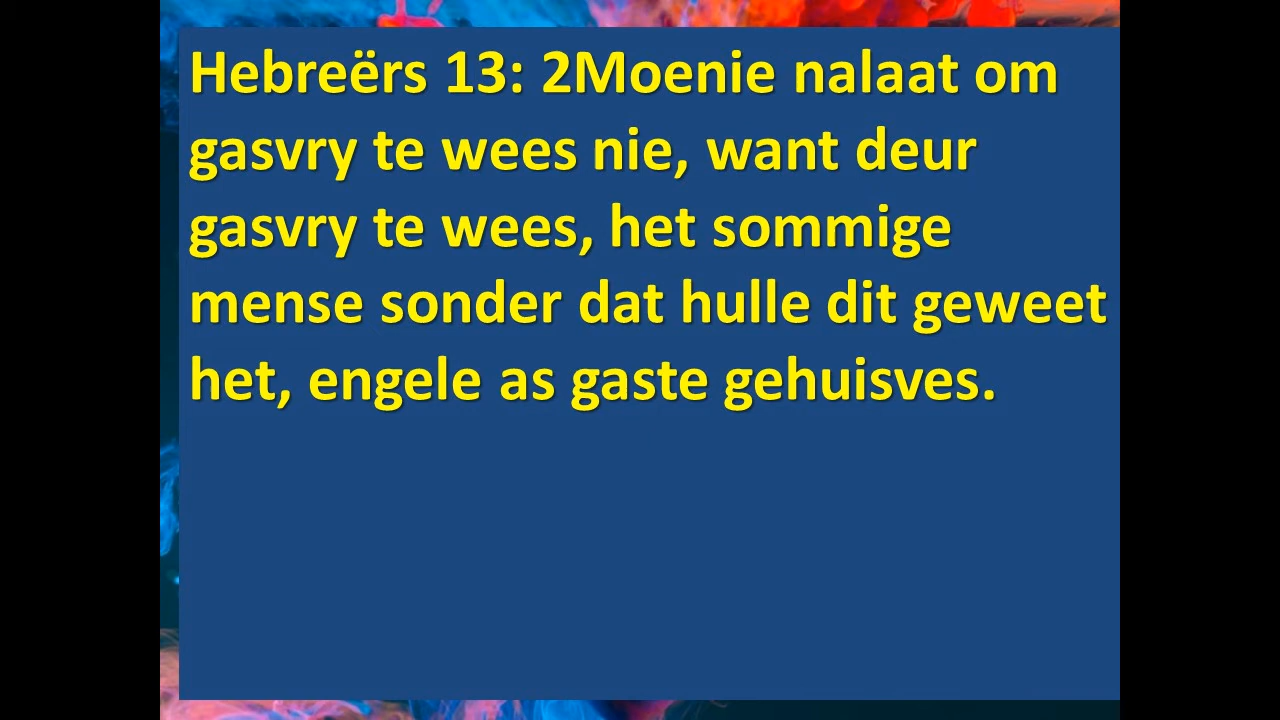 Hebreërs 13: 2Moenie nalaat om
gasvry te wees nie, want deur
gasvry te wees, het sommige
mense sonder dat hulle dit geweet
het, engele as gaste gehuisves.